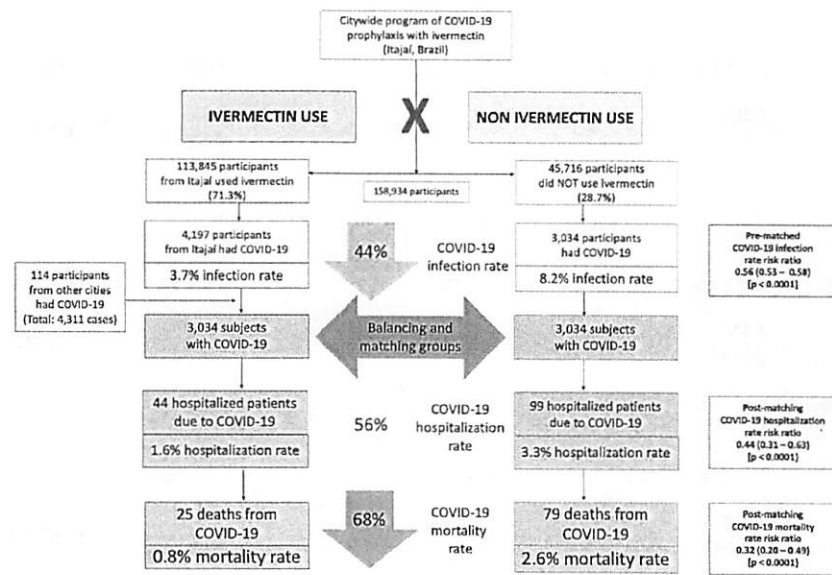 Citywide program of COVID-19
prophylaxis with ivermectin
(Itajaí, Brazil)
IVERMECTIN USE
X
NON IVERMECTIN USE
113,845 participants
from Itajaí used ivermectin
(71.3%)
158,934 participants
45,716 participants
did NOT use ivermectin
(28.7%)
4,197 participants
from Itajaí had COVID-19
3.7% infection rate
44%
COVID-19
infection rate
3,034 participants
had COVID-19
8.2% infection rate
Pre-matched
COVID-19 infection
rate risk ratio
0.56 (0.53 – 0.58)
[p < 0.0001]
114 participants
from other cities
had COVID-19
(Total: 4,311 cases)
3,034 subjects
with COVID-19
Balancing and
matching groups
3,034 subjects
with COVID-19
44 hospitalized patients
due to COVID-19
1.6% hospitalization rate
56%
COVID-19
hospitalization
rate
99 hospitalized patients
due to COVID-19
3.3% hospitalization rate
Post-matching
COVID-19 hospitalization
rate risk ratio
0.44 (0.31 – 0.63)
[p < 0.0001]
25 deaths from
COVID-19
0.8% mortality rate
68%
COVID-19
mortality
rate
79 deaths from
COVID-19
2.6% mortality rate
Post-matching
COVID-19 mortality
rate risk ratio
0.32 (0.20 – 0.49)
[p < 0.0001]